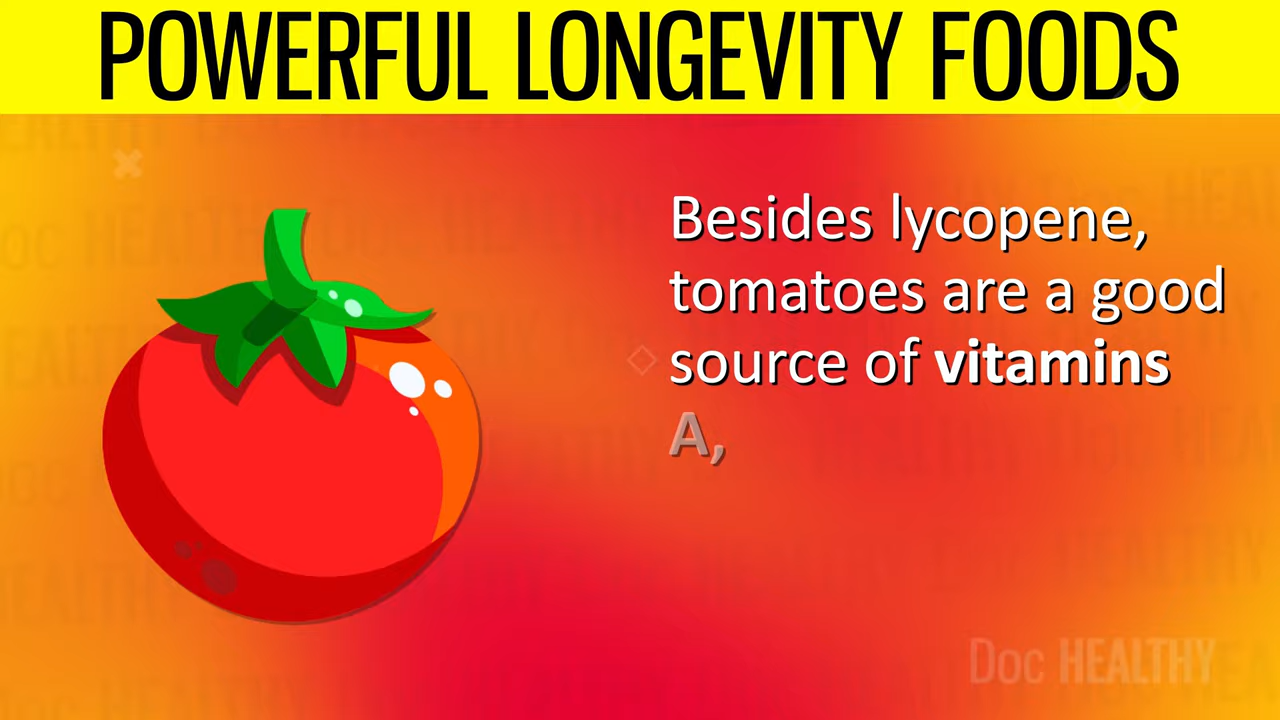 POWERFUL LONGEVITY FOODS
Besides lycopene,
tomatoes are a good
source of vitamins
A,
Doc HEALTHY